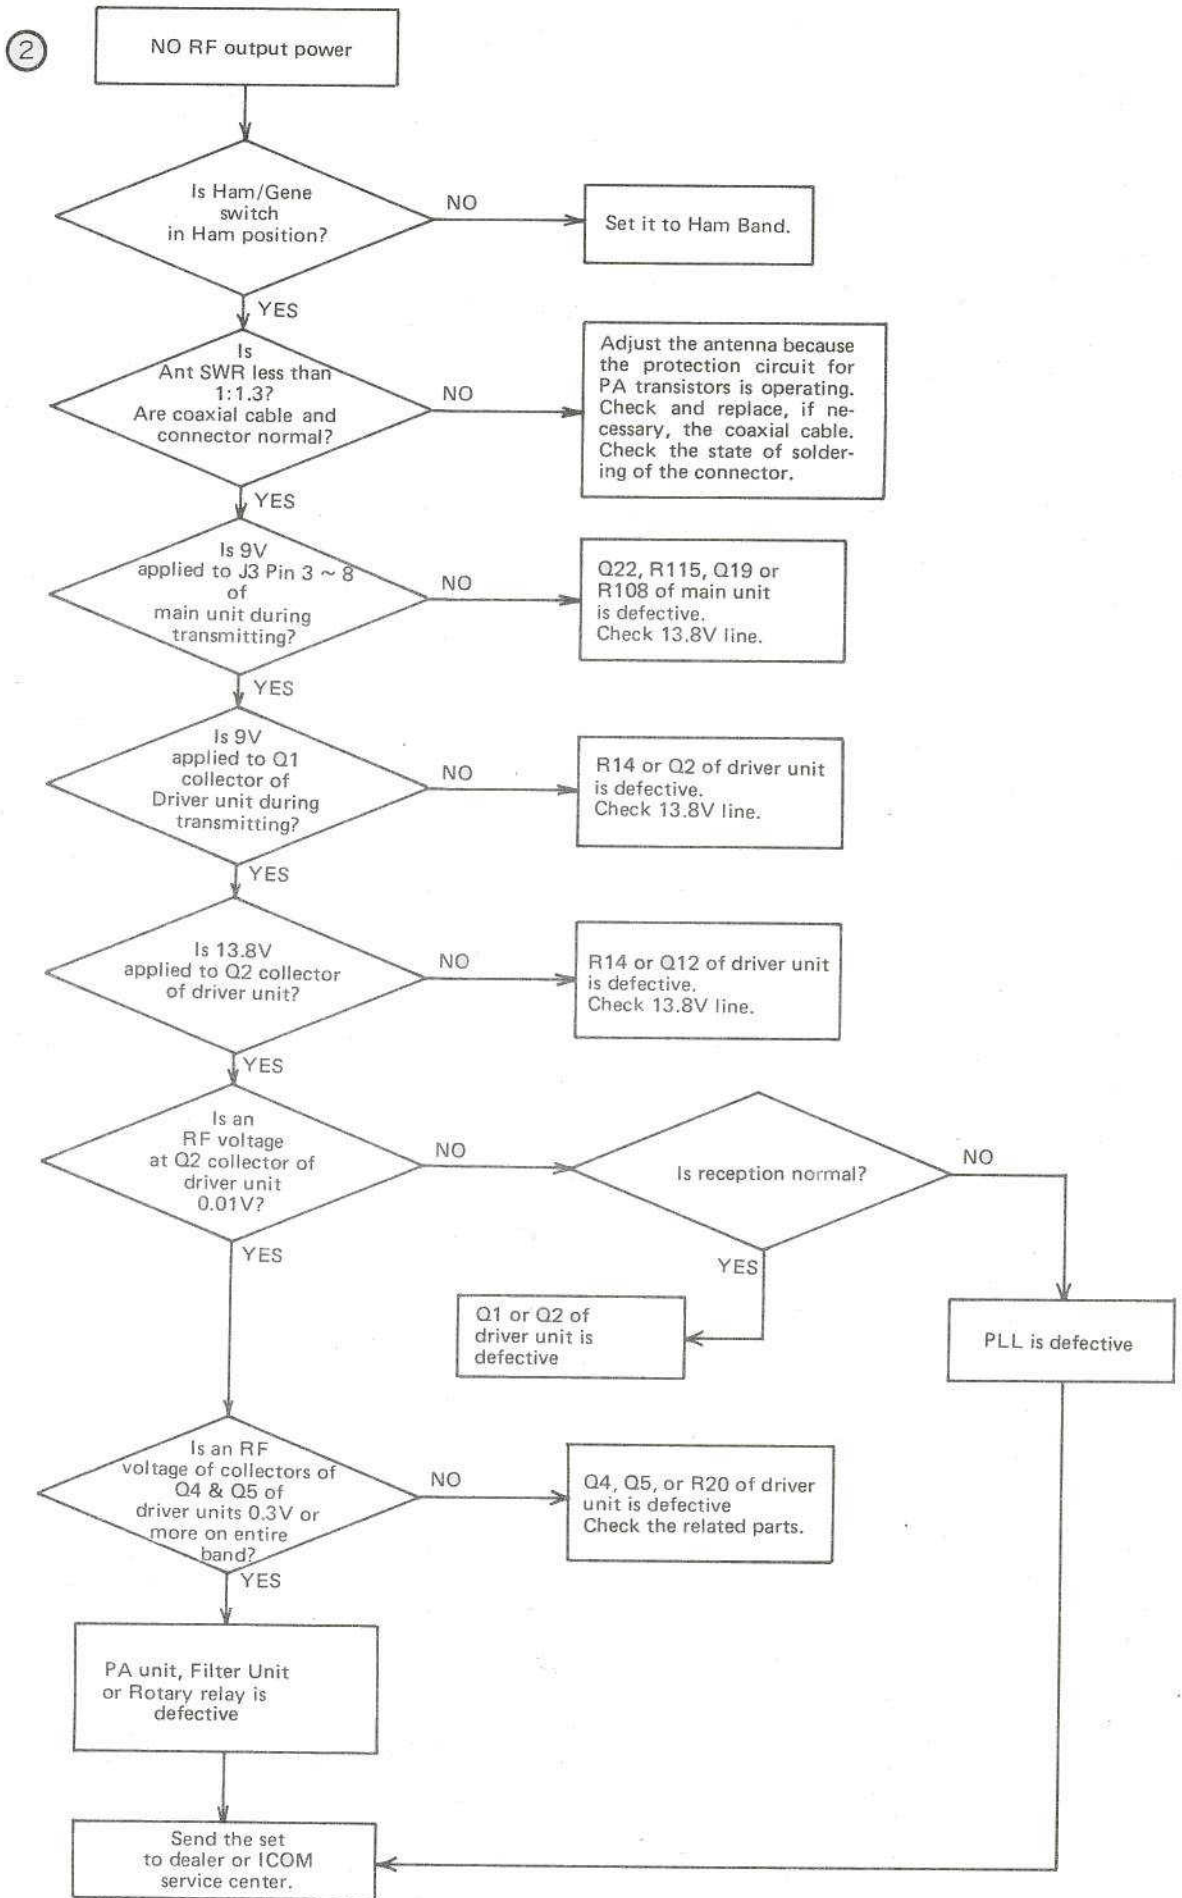 2
NO RF output power
Is Ham/Gene
switch
in Ham position?
NO
Set it to Ham Band.
YES
Is
Ant SWR less than
1:1.3?
Are coaxial cable and
connector normal?
NO
Adjust the antenna because
the protection circuit for
PA transistors is operating.
Check and replace, if ne-
cessary, the coaxial cable.
Check the state of solder-
ing of the connector.
YES
Is 9V
applied to J3 Pin 3 ~ 8
of
main unit during
transmitting?
NO
Q22, R115, Q19 or
R108 of main unit
is defective.
Check 13.8V line.
YES
Is 9V
applied to Q1
collector of
Driver unit during
transmitting?
NO
R14 or Q2 of driver unit
is defective.
Check 13.8V line.
YES
Is 13.8V
applied to Q2 collector
of driver unit?
NO
R14 or Q12 of driver unit
is defective.
Check 13.8V line.
YES
Is an
RF voltage
at Q2 collector of
driver unit
0.01V?
NO
Is reception normal?
NO
YES
YES
Q1 or Q2 of
driver unit is
defective
PLL is defective
Is an RF
voltage of collectors of
Q4 & Q5 of
driver units 0.3V or
more on entire
band?
NO
Q4, Q5, or R20 of driver
unit is defective
Check the related parts.
YES
PA unit, Filter Unit
or Rotary relay is
defective
Send the set
to dealer or ICOM
service center.